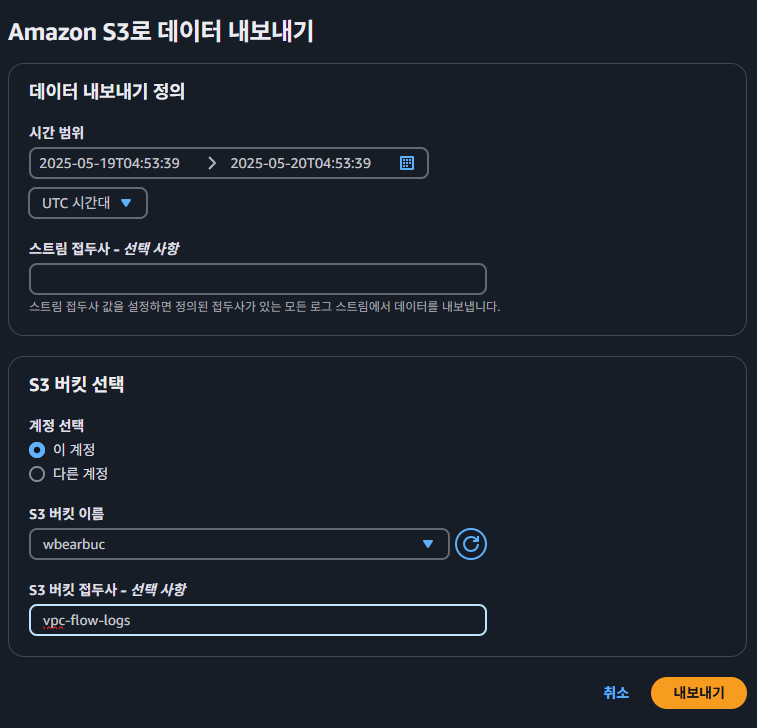 Amazon S3로 데이터 내보내기
데이터 내보내기 정의
시간 범위
2025-05-19T04:53:39 > 2025-05-20T04:53:39
UTC 시간대
스트림 접두사 - 선택 사항
스트림 접두사 값을 설정하면 정의된 접두사가 있는 모든 로그 스트림에서 데이터를 내보냅니다.
S3 버킷 선택
계정 선택
이 계정
다른 계정
S3 버킷 이름
wbearbuc
S3 버킷 접두사 - 선택 사항
vpc-flow-logs
취소 내보내기